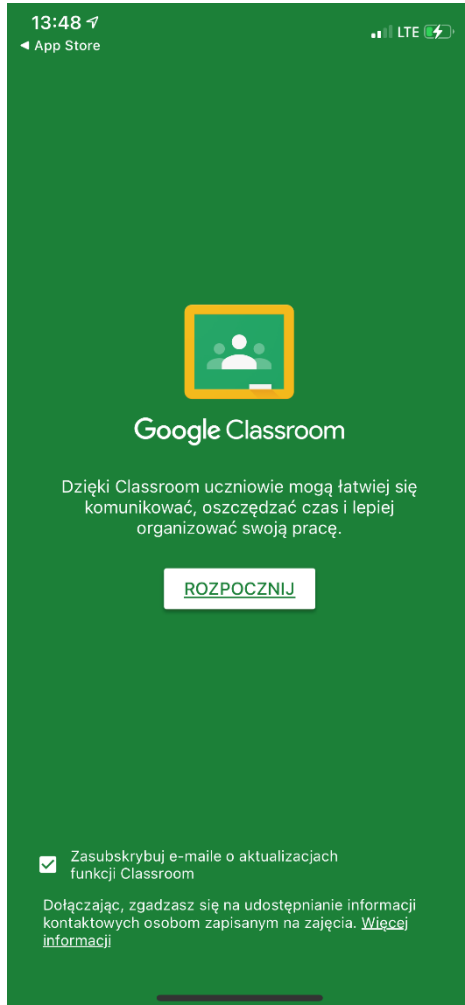 13:48
LTE
◀ App Store
Google Classroom
Dzięki Classroom uczniowie mogą łatwiej się
komunikować, oszczędzać czas i lepiej
organizować swoją pracę.
ROZPOCZNIJ
Zasubskrybuj e-maile o aktualizacjach
funkcji Classroom
Dołączając, zgadzasz się na udostępnianie informacji
kontaktowych osobom zapisanym na zajęcia. Więcej
informacji